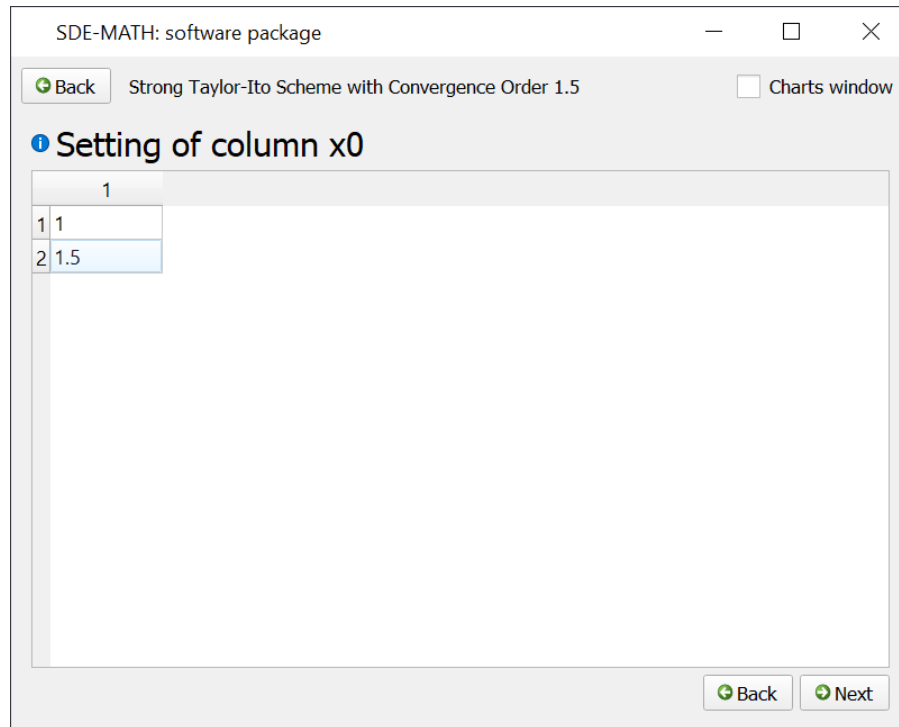 SDE-MATH: software package
Back Strong Taylor-Ito Scheme with Convergence Order 1.5 Charts window
Setting of column x0
1
1 1
2 1.5
Back Next